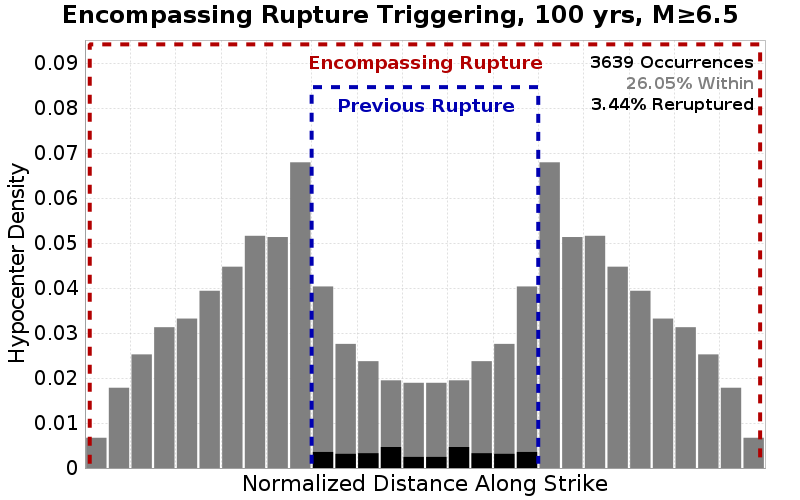 Encompassing Rupture Triggering, 100 yrs, M≥6.5
Encompassing Rupture
3639 Occurrences
26.05% Within
3.44% Reruptured
Previous Rupture
Hypocenter Density
0.09
0.08
0.07
0.06
0.05
0.04
0.03
0.02
0.01
0
Normalized Distance Along Strike